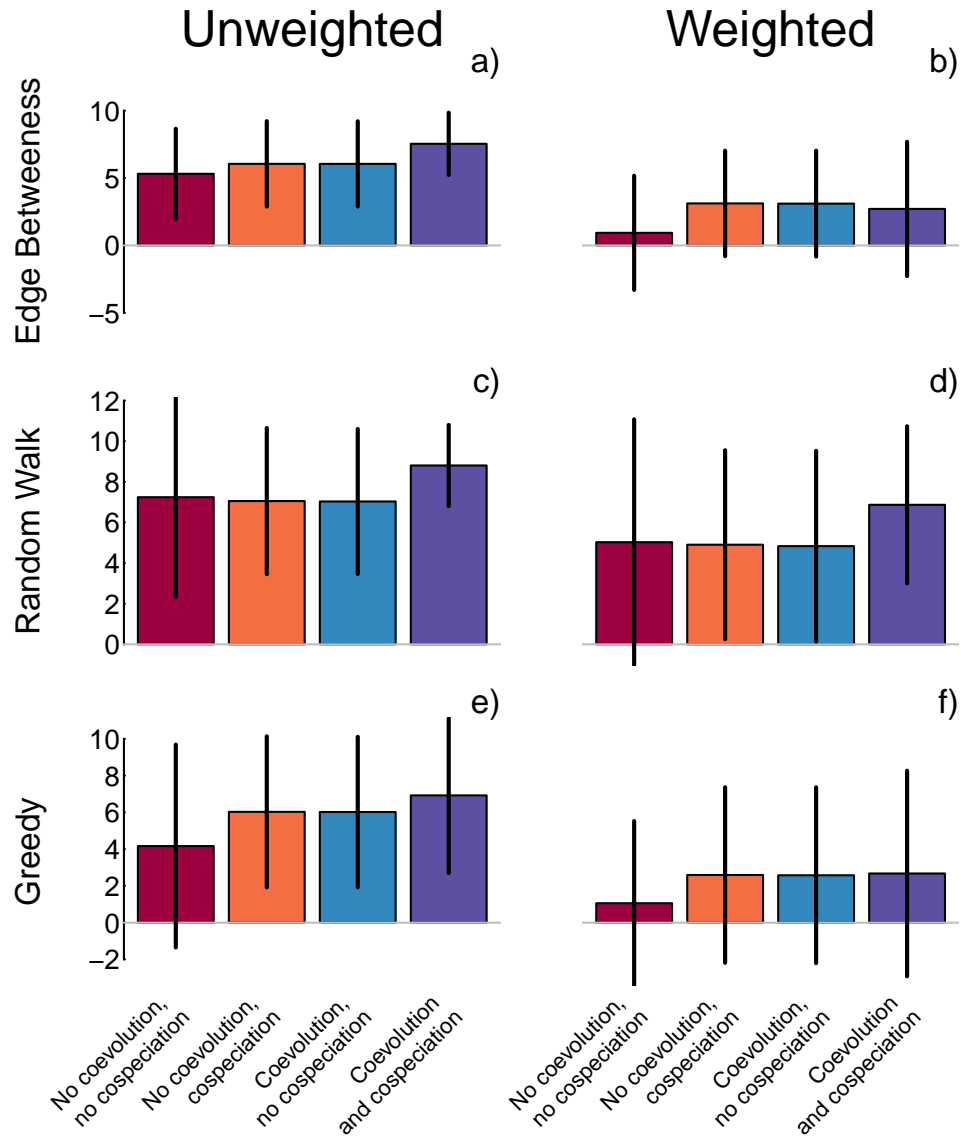 Unweighted
Weighted
a)
b)
Edge Betweeness
10
5
0
−5
c)
d)
Random Walk
12
10
8
6
4
2
0
e)
f)
Greedy
10
8
6
4
2
0
−2
No coevolution,
no cospeciation
No coevolution,
cospeciation
Coevolution,
no cospeciation
Coevolution
and cospeciation
No coevolution,
no cospeciation
No coevolution,
cospeciation
Coevolution,
no cospeciation
Coevolution
and cospeciation